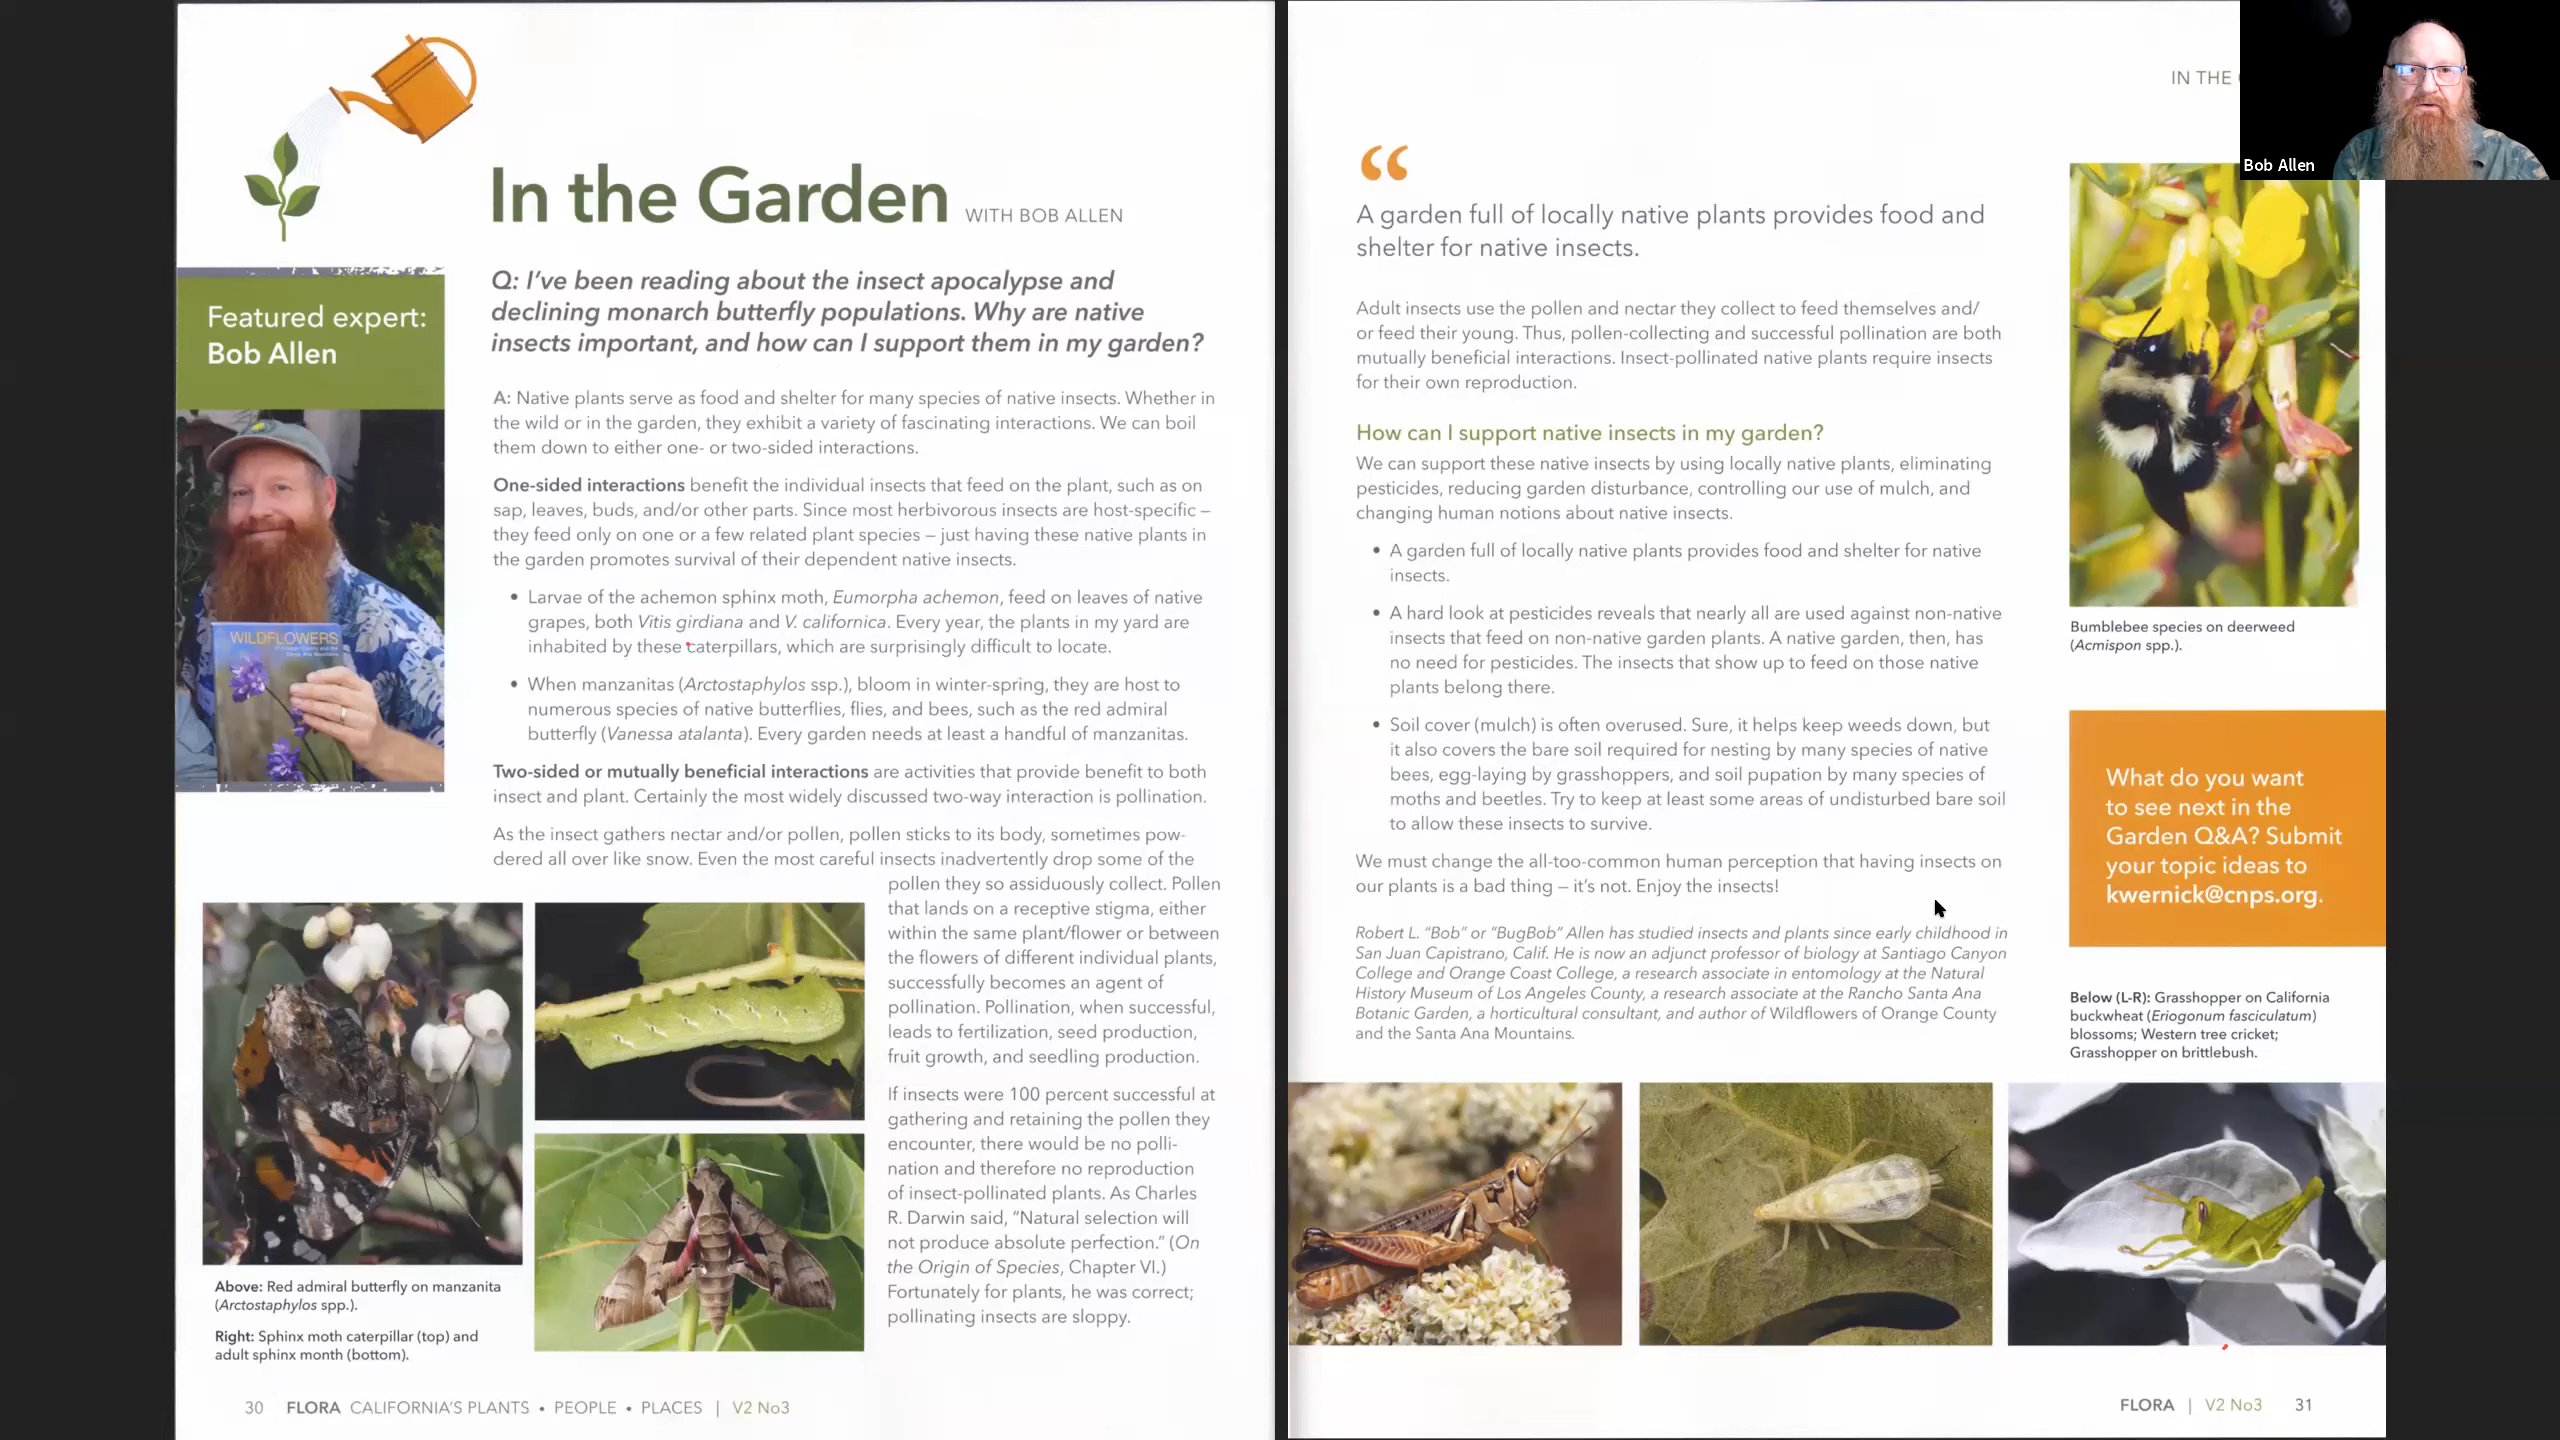 In the Garden WITH BOB ALLEN
Featured expert:
Bob Allen
WILDFLOWERS
Q: I've been reading about the insect apocalypse and
declining monarch butterfly populations. Why are native
insects important, and how can I support them in my garden?
A: Native plants serve as food and shelter for many species of native insects. Whether in
the wild or in the garden, they exhibit a variety of fascinating interactions. We can boil
them down to either one- or two-sided interactions.
One-sided interactions benefit the individual insects that feed on the plant, such as on
sap, leaves, buds, and/or other parts. Since most herbivorous insects are host-specific –
they feed only on one or a few related plant species – just having these native plants in
the garden promotes survival of their dependent native insects.
• Larvae of the achemon sphinx moth, Eumorpha achemon, feed on leaves of native
grapes, both Vitis girdiana and V. californica. Every year, the plants in my yard are
inhabited by these caterpillars, which are surprisingly difficult to locate.
• When manzanitas (Arctostaphylos ssp.), bloom in winter-spring, they are host to
numerous species of native butterflies, flies, and bees, such as the red admiral
butterfly (Vanessa atalanta). Every garden needs at least a handful of manzanitas.
Two-sided or mutually beneficial interactions are activities that provide benefit to both
insect and plant. Certainly the most widely discussed two-way interaction is pollination.
As the insect gathers nectar and/or pollen, pollen sticks to its body, sometimes pow-
dered all over like snow. Even the most careful insects inadvertently drop some of the
pollen they so assiduously collect. Pollen
that lands on a receptive stigma, either
within the same plant/flower or between
the flowers of different individual plants,
successfully becomes an agent of
pollination. Pollination, when successful,
leads to fertilization, seed production,
fruit growth, and seedling production.
If insects were 100 percent successful at
gathering and retaining the pollen they
encounter, there would be no polli-
nation and therefore no reproduction
of insect-pollinated plants. As Charles
R. Darwin said, “Natural selection will
not produce absolute perfection.” (On
the Origin of Species, Chapter VI.)
Fortunately for plants, he was correct;
pollinating insects are sloppy.
Above: Red admiral butterfly on manzanita
(Arctostaphylos spp.).
Right: Sphinx moth caterpillar (top) and
adult sphinx month (bottom).
30 FLORA CALIFORNIA'S PLANTS • PEOPLE • PLACES | V2 No3
IN THE
Bob Allen
“
A garden full of locally native plants provides food and
shelter for native insects.
Adult insects use the pollen and nectar they collect to feed themselves and/
or feed their young. Thus, pollen-collecting and successful pollination are both
mutually beneficial interactions. Insect-pollinated native plants require insects
for their own reproduction.
How can I support native insects in my garden?
We can support these native insects by using locally native plants, eliminating
pesticides, reducing garden disturbance, controlling our use of mulch, and
changing human notions about native insects.
• A garden full of locally native plants provides food and shelter for native
insects.
• A hard look at pesticides reveals that nearly all are used against non-native
insects that feed on non-native garden plants. A native garden, then, has
no need for pesticides. The insects that show up to feed on those native
plants belong there.
• Soil cover (mulch) is often overused. Sure, it helps keep weeds down, but
it also covers the bare soil required for nesting by many species of native
bees, egg-laying by grasshoppers, and soil pupation by many species of
moths and beetles. Try to keep at least some areas of undisturbed bare soil
to allow these insects to survive.
We must change the all-too-common human perception that having insects on
our plants is a bad thing – it's not. Enjoy the insects!
Robert L. “Bob” or “BugBob” Allen has studied insects and plants since early childhood in
San Juan Capistrano, Calif. He is now an adjunct professor of biology at Santiago Canyon
College and Orange Coast College, a research associate in entomology at the Natural
History Museum of Los Angeles County, a research associate at the Rancho Santa Ana
Botanic Garden, a horticultural consultant, and author of Wildflowers of Orange County
and the Santa Ana Mountains.
Bumblebee species on deerweed
(Acmispon spp.).
What do you want
to see next in the
Garden Q&A? Submit
your topic ideas to
kwernick@cnps.org.
Below (L-R): Grasshopper on California
buckwheat (Eriogonum fasciculatum)
blossoms; Western tree cricket;
Grasshopper on brittlebush.
FLORA | V2 No3 31